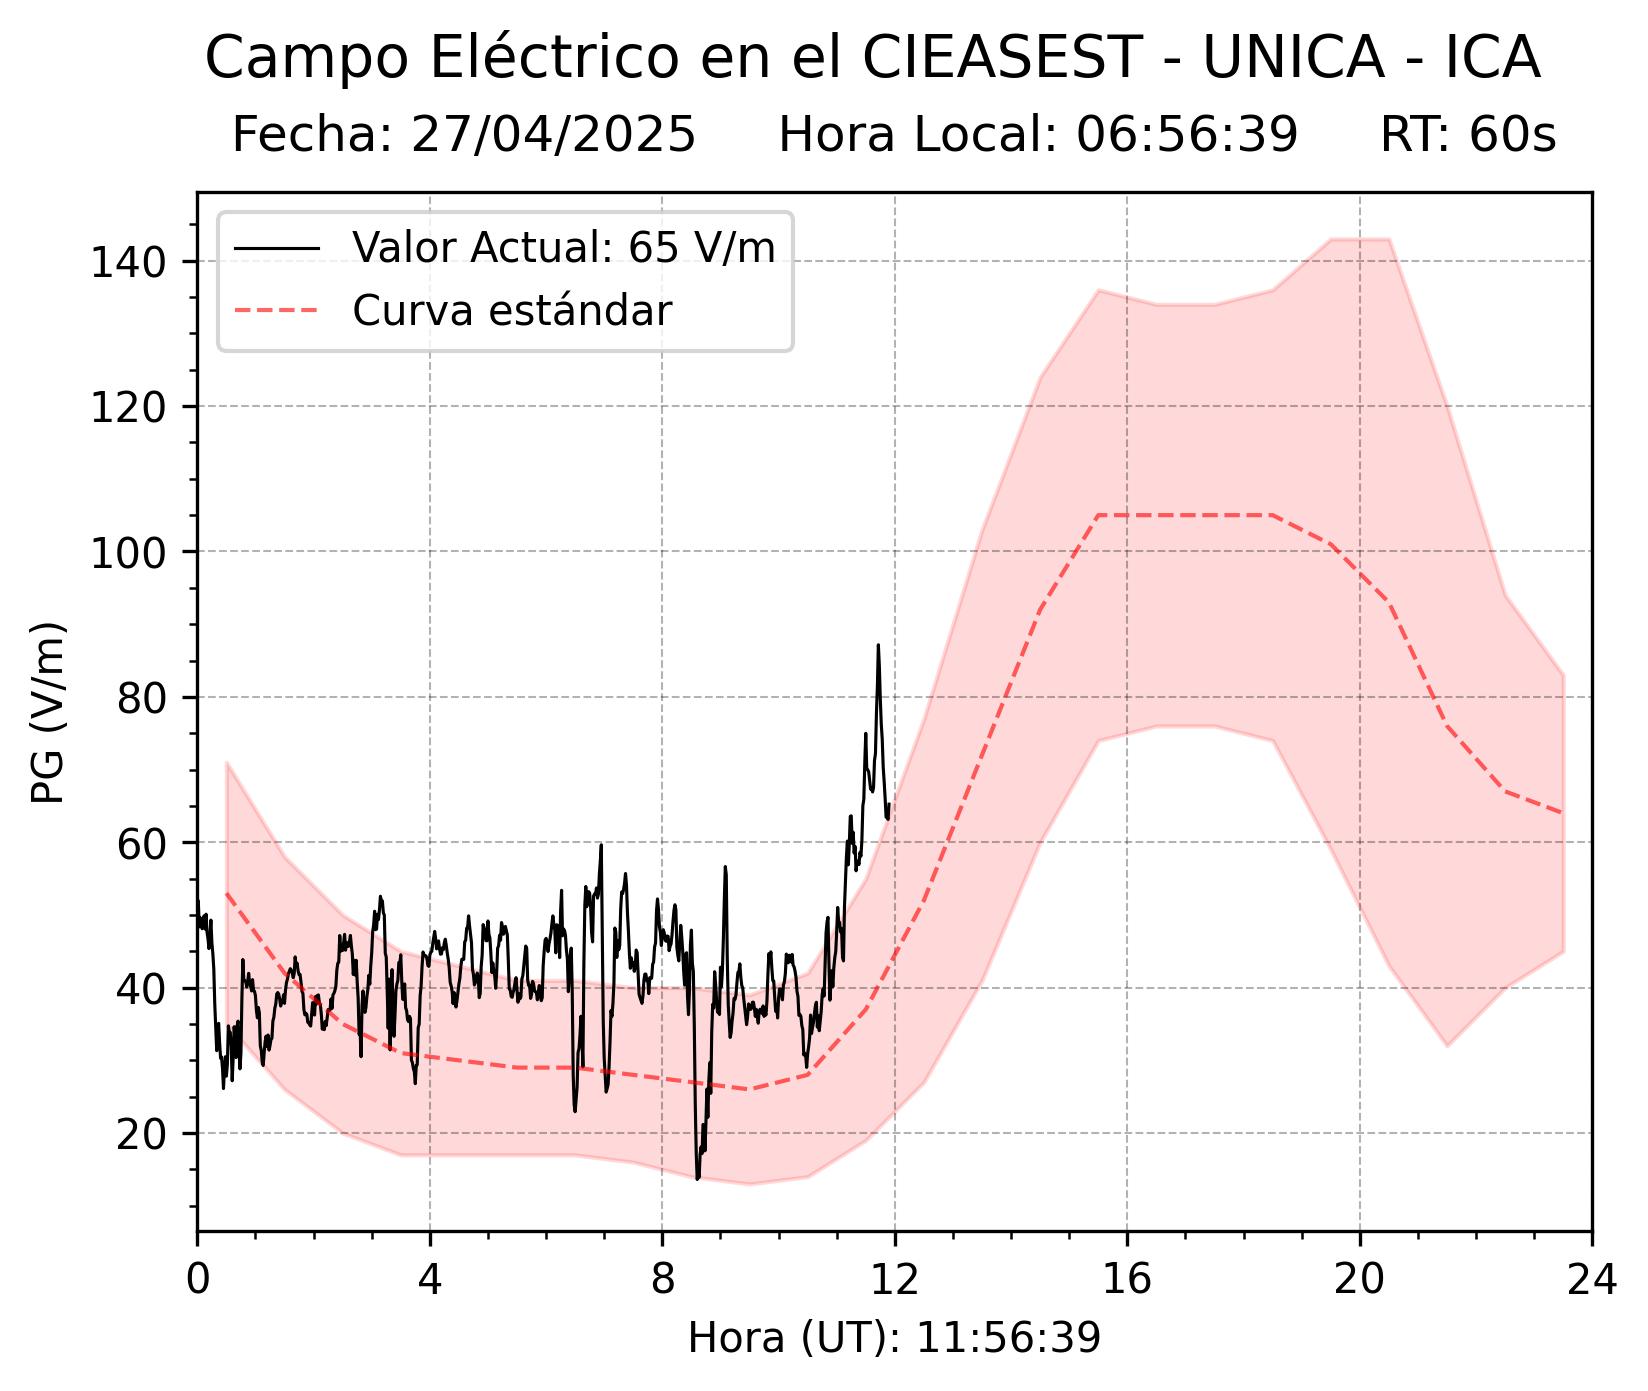 Campo Eléctrico en el CIEASEST - UNICA - ICA
Fecha: 27/04/2025 Hora Local: 06:56:39 RT: 60s
Valor Actual: 65 V/m
Curva estándar
PG (V/m)
140
120
100
80
60
40
20
0 4 8 12 16 20 24
Hora (UT): 11:56:39